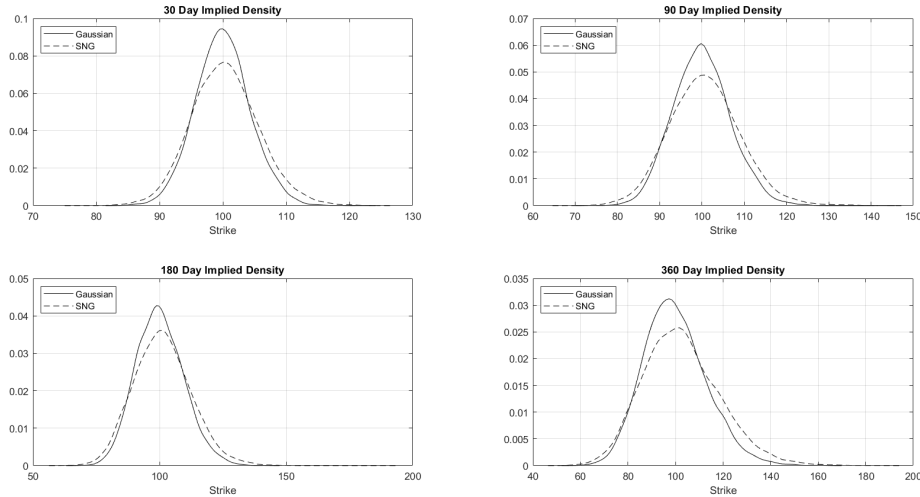 30 Day Implied Density
0.1
0.08
0.06
0.04
0.02
0
Gaussian
SNG
70 80 90 100 110 120 130
Strike
90 Day Implied Density
0.07
0.06
0.05
0.04
0.03
0.02
0.01
0
Gaussian
SNG
60 70 80 90 100 110 120 130 140 150
Strike
180 Day Implied Density
0.05
0.04
0.03
0.02
0.01
0
Gaussian
SNG
50 100 150 200
Strike
360 Day Implied Density
0.035
0.03
0.025
0.02
0.015
0.01
0.005
0
Gaussian
SNG
40 60 80 100 120 140 160 180 200
Strike